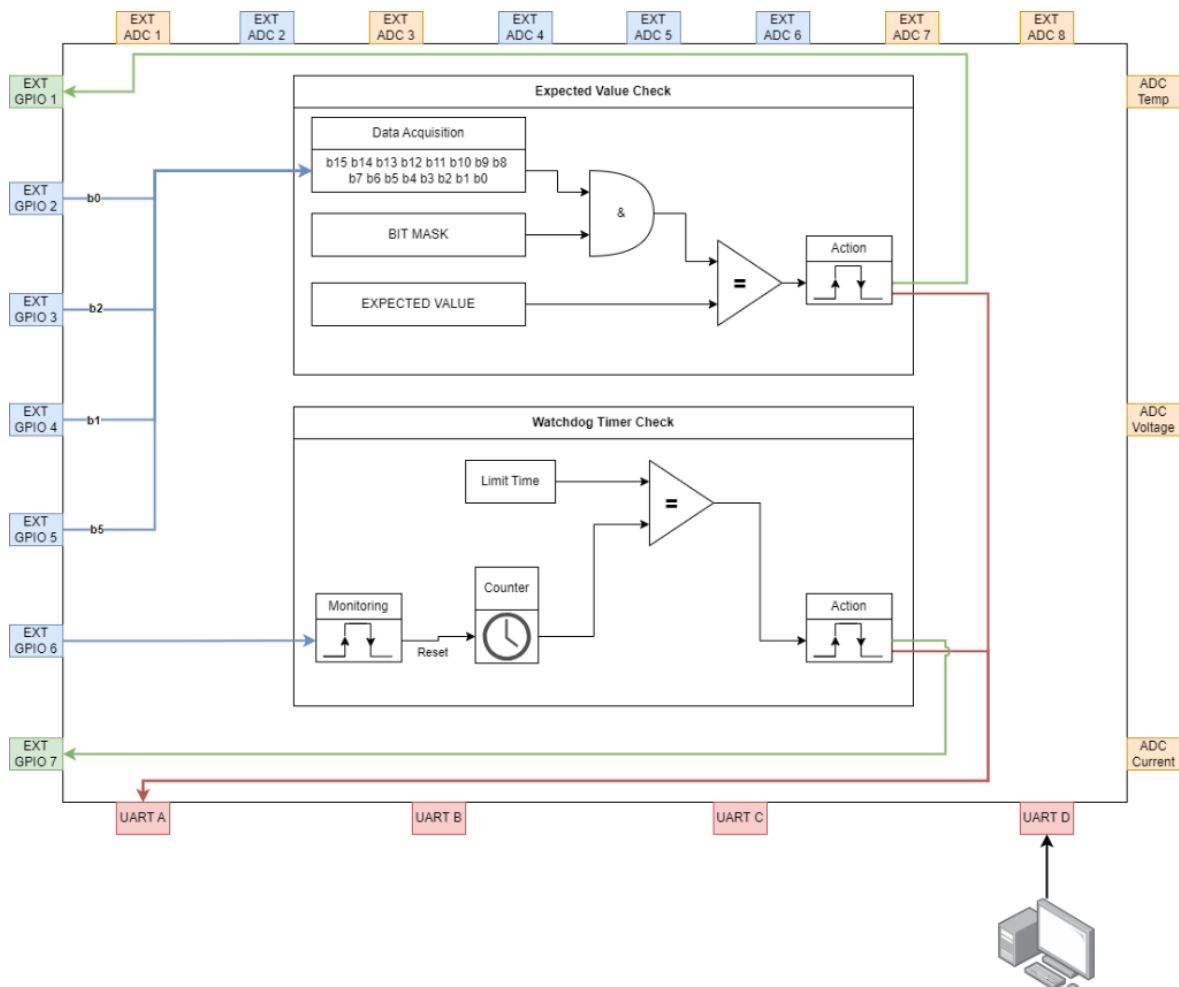 EXT
ADC 1
EXT
ADC 2
EXT
ADC 3
EXT
ADC 4
EXT
ADC 5
EXT
ADC 6
EXT
ADC 7
EXT
ADC 8
EXT
GPIO 1
EXT
GPIO 2
EXT
GPIO 3
EXT
GPIO 4
EXT
GPIO 5
EXT
GPIO 6
EXT
GPIO 7
b0
b2
b1
b5
Expected Value Check
Data Acquisition
b15 b14 b13 b12 b11 b10 b9 b8
b7 b6 b5 b4 b3 b2 b1 b0
BIT MASK
EXPECTED VALUE
&
=
Action
Watchdog Timer Check
Limit Time
=
Monitoring
Reset
Counter
Action
ADC
Temp
ADC
Voltage
ADC
Current
UART A
UART B
UART C
UART D